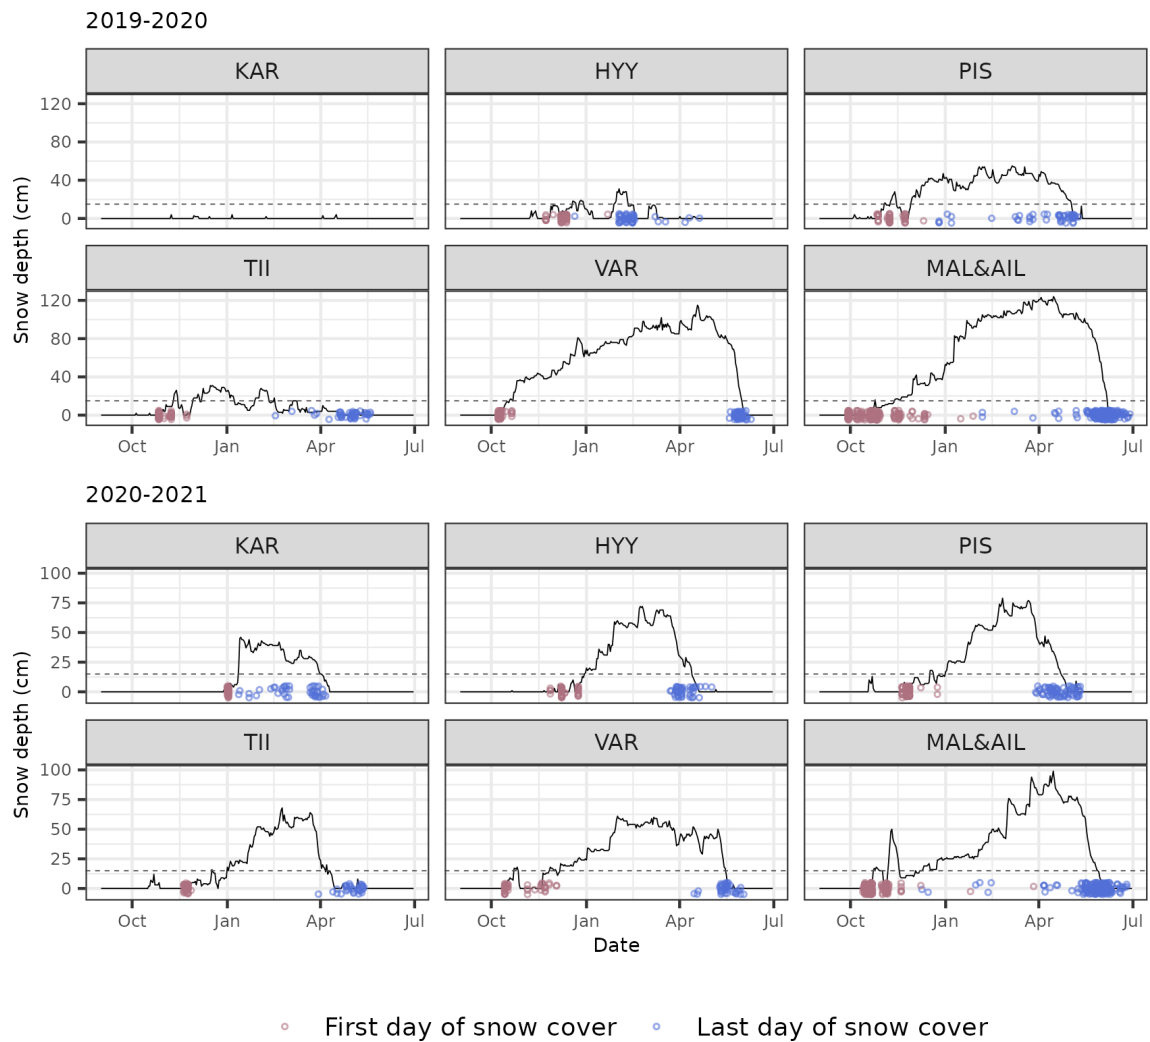 2019-2020
KAR HYY PIS
120
80
40
0
TII VAR MAL&AIL
120
80
40
0
Snow depth (cm)
Oct Jan Apr Jul Oct Jan Apr Jul Oct Jan Apr Jul
2020-2021
KAR HYY PIS
100
75
50
25
0
TII VAR MAL&AIL
100
75
50
25
0
Snow depth (cm)
Oct Jan Apr Jul Oct Jan Apr Jul Oct Jan Apr Jul
Date
First day of snow cover Last day of snow cover